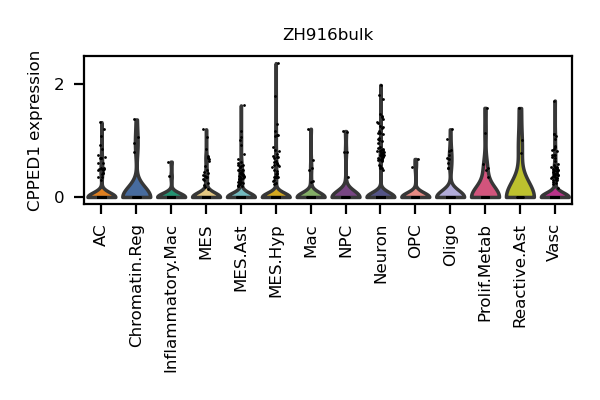 ZH916bulk
CPPED1 expression
2
0
AC
Chromatin.Reg
Inflammatory.Mac
MES
MES.Ast
MES.Hyp
Mac
NPC
Neuron
OPC
Oligo
Prolif.Metab
Reactive.Ast
Vasc